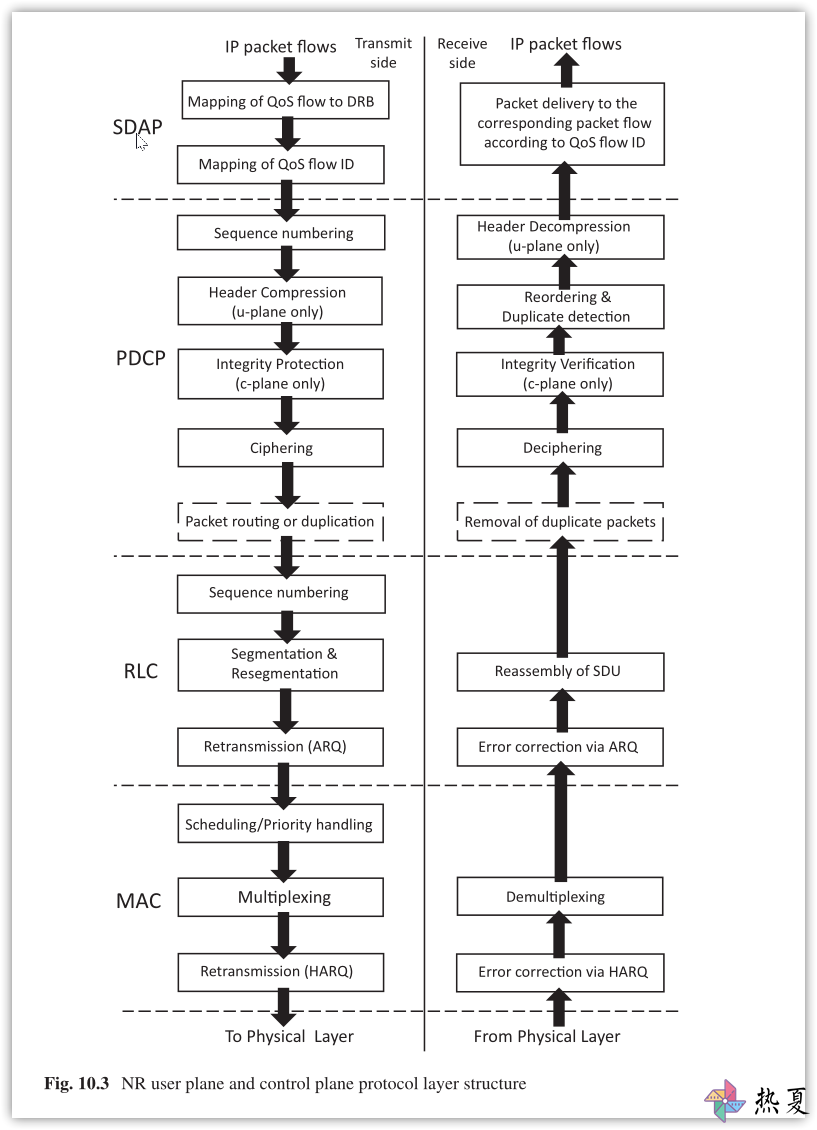 IP packet flows
Transmit
side
Mapping of QoS flow to DRB
SDAP
Mapping of QoS flow ID
Sequence numbering
Header Compression
(u-plane only)
PDCP
Integrity Protection
(c-plane only)
Ciphering
Packet routing or duplication
Sequence numbering
Segmentation &
Resegmentation
RLC
Retransmission (ARQ)
Scheduling/Priority handling
MAC
Multiplexing
Retransmission (HARQ)
To Physical Layer
Receive
side
IP packet flows
Packet delivery to the
corresponding packet flow
according to QoS flow ID
Header Decompression
(u-plane only)
Reordering &
Duplicate detection
Integrity Verification
(c-plane only)
Deciphering
Removal of duplicate packets
Reassembly of SDU
Error correction via ARQ
Demultiplexing
Error correction via HARQ
From Physical Layer
Fig. 10.3 NR user plane and control plane protocol layer structure
热夏